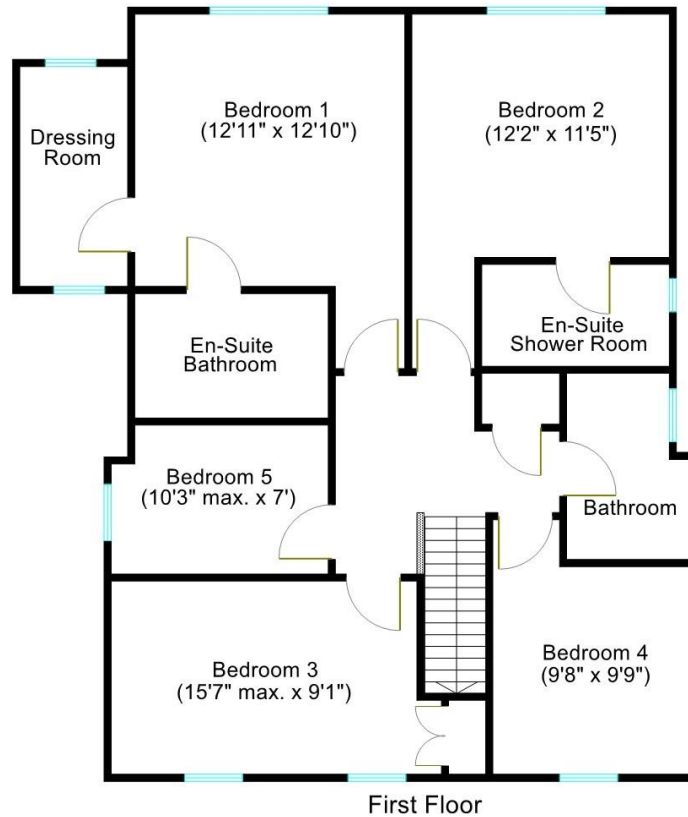 Bedroom 1
(12'11" x 12'10")
Bedroom 2
(12'2" x 11'5")
Dressing
Room
En-Suite
Bathroom
En-Suite
Shower Room
Bedroom 5
(10'3" max. x 7')
Bathroom
Bedroom 3
(15'7" max. x 9'1")
Bedroom 4
(9'8" x 9'9")
First Floor